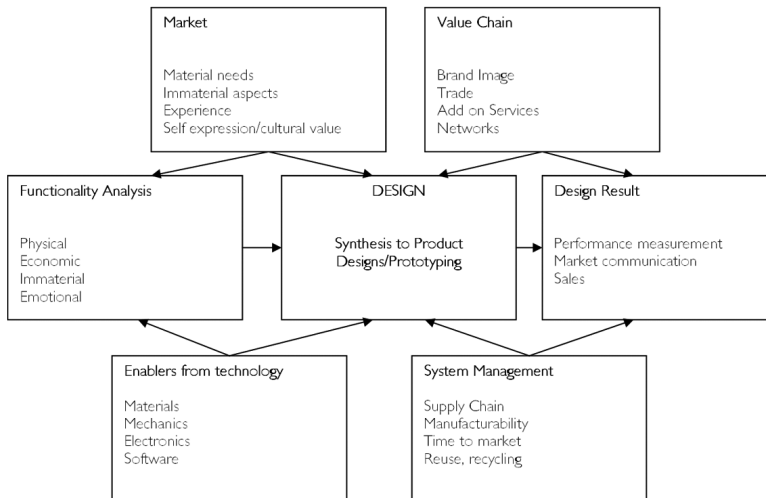 Market
Material needs
Immaterial aspects
Experience
Self expression/cultural value
Value Chain
Brand Image
Trade
Add on Services
Networks
Functionality Analysis
Physical
Economic
Immaterial
Emotional
DESIGN
Synthesis to Product
Designs/Prototyping
Design Result
Performance measurement
Market communication
Sales
Enablers from technology
Materials
Mechanics
Electronics
Software
System Management
Supply Chain
Manufacturability
Time to market
Reuse, recycling